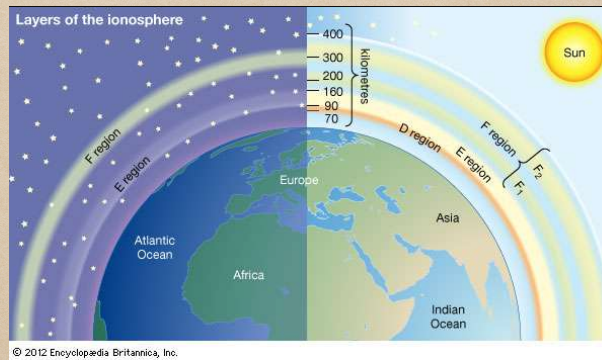 Layers of the ionosphere
400
300
200
160
90
70
kilometres
Sun
F region
E region
D region
E region
F region
F₂
F₁
Europe
Asia
Atlantic
Ocean
Africa
Indian
Ocean
© 2012 Encyclopædia Britannica, Inc.